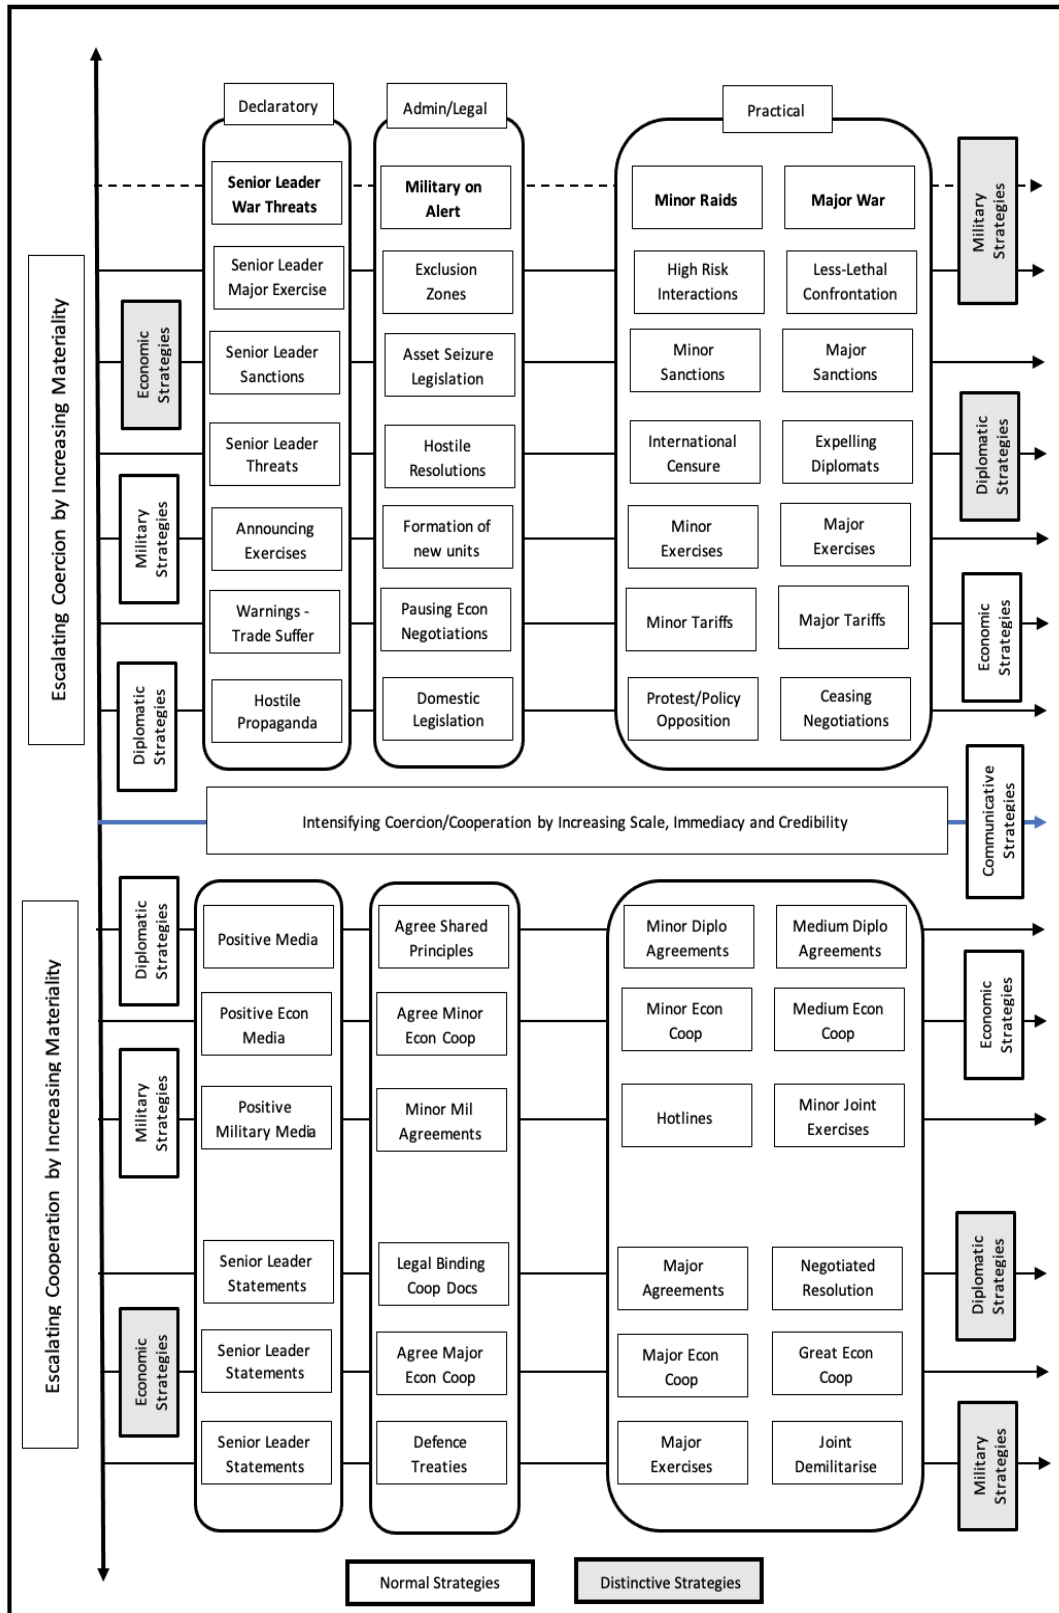 Declaratory
Admin/Legal
Practical
Senior Leader
War Threats
Military on
Alert
Minor Raids
Major War
Military
Strategies
Senior Leader
Major Exercise
Exclusion
Zones
High Risk
Interactions
Less-Lethal
Confrontation
Escalating Coercion by Increasing Materiality
Economic
Strategies
Senior Leader
Sanctions
Asset Seizure
Legislation
Minor
Sanctions
Major
Sanctions
Senior Leader
Threats
Hostile
Resolutions
International
Censure
Expelling
Diplomats
Diplomatic
Strategies
Military
Strategies
Announcing
Exercises
Formation of
new units
Minor
Exercises
Major
Exercises
Warnings -
Trade Suffer
Pausing Econ
Negotiations
Minor Tariffs
Major Tariffs
Economic
Strategies
Diplomatic
Strategies
Hostile
Propaganda
Domestic
Legislation
Protest/Policy
Opposition
Ceasing
Negotiations
Intensifying Coercion/Cooperation by Increasing Scale, Immediacy and Credibility
Communicative
Strategies
Escalating Cooperation by Increasing Materiality
Diplomatic
Strategies
Positive Media
Agree Shared
Principles
Minor Diplo
Agreements
Medium Diplo
Agreements
Positive Econ
Media
Agree Minor
Econ Coop
Minor Econ
Coop
Medium Econ
Coop
Economic
Strategies
Military
Strategies
Positive
Military Media
Minor Mil
Agreements
Hotlines
Minor Joint
Exercises
Senior Leader
Statements
Legal Binding
Coop Docs
Major
Agreements
Negotiated
Resolution
Diplomatic
Strategies
Economic
Strategies
Senior Leader
Statements
Agree Major
Econ Coop
Major Econ
Coop
Great Econ
Coop
Senior Leader
Statements
Defence
Treaties
Major
Exercises
Joint
Demilitarise
Military
Strategies
Normal Strategies
Distinctive Strategies